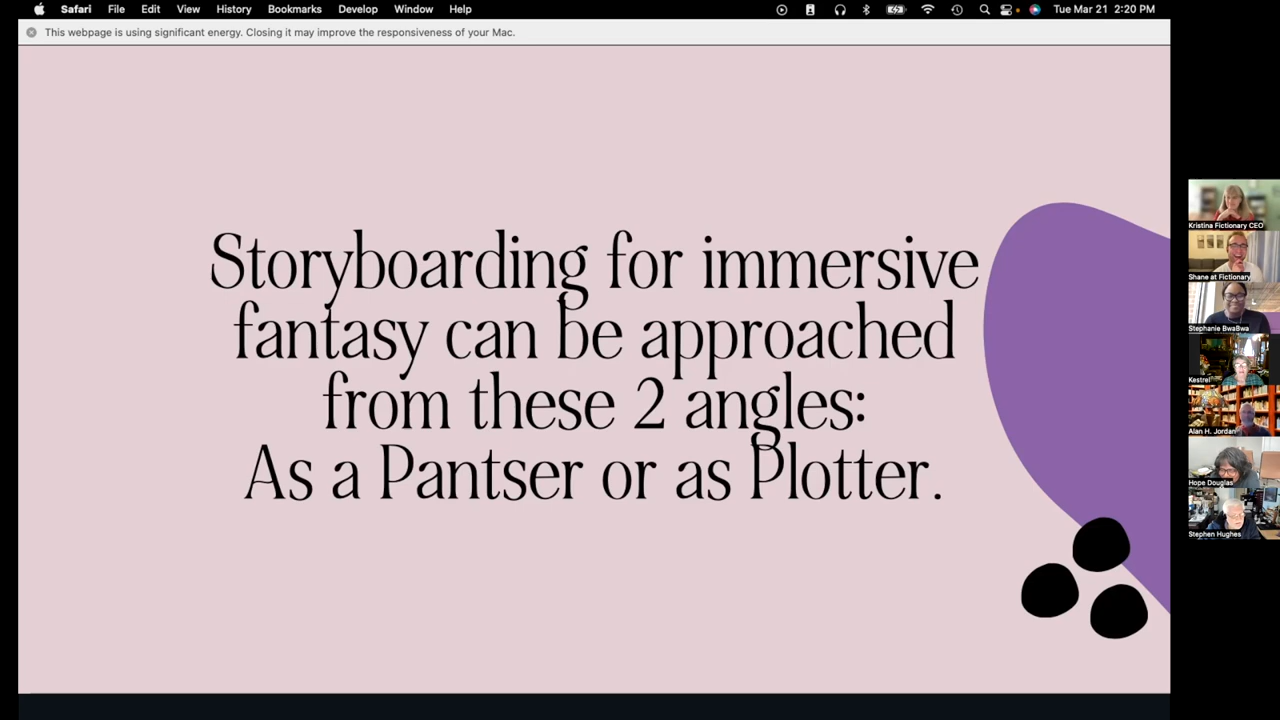 Safari File Edit View History Bookmarks Develop Window Help Tue Mar 21 2:20 PM
This webpage is using significant energy. Closing it may improve the responsiveness of your Mac.
Storyboarding for immersive
fantasy can be approached
from these 2 angles:
As a Pantser or as Plotter.
Kristina Fictionary CEO
Shane at Fictionary
Stephanie BwaBwa
Kestrel
Alan H. Jordan
Hope Douglas
Stephen Hughes